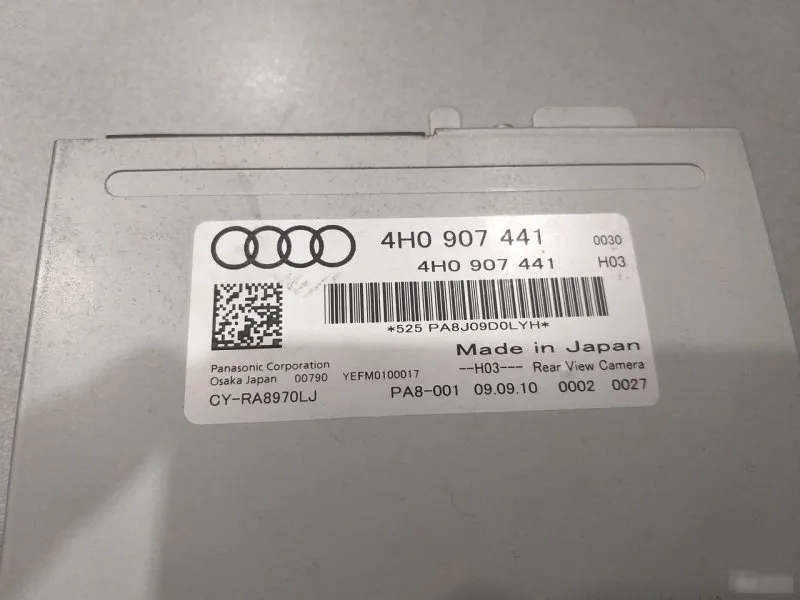 4H0 907 441 0030
4H0 907 441 H03
*525 PA8J09D0LYH*
Made in Japan
Panasonic Corporation
Osaka Japan 00790 YEFM0100017 --H03--- Rear View Camera
CY-RA8970LJ PA8-001 09.09.10 0002 0027